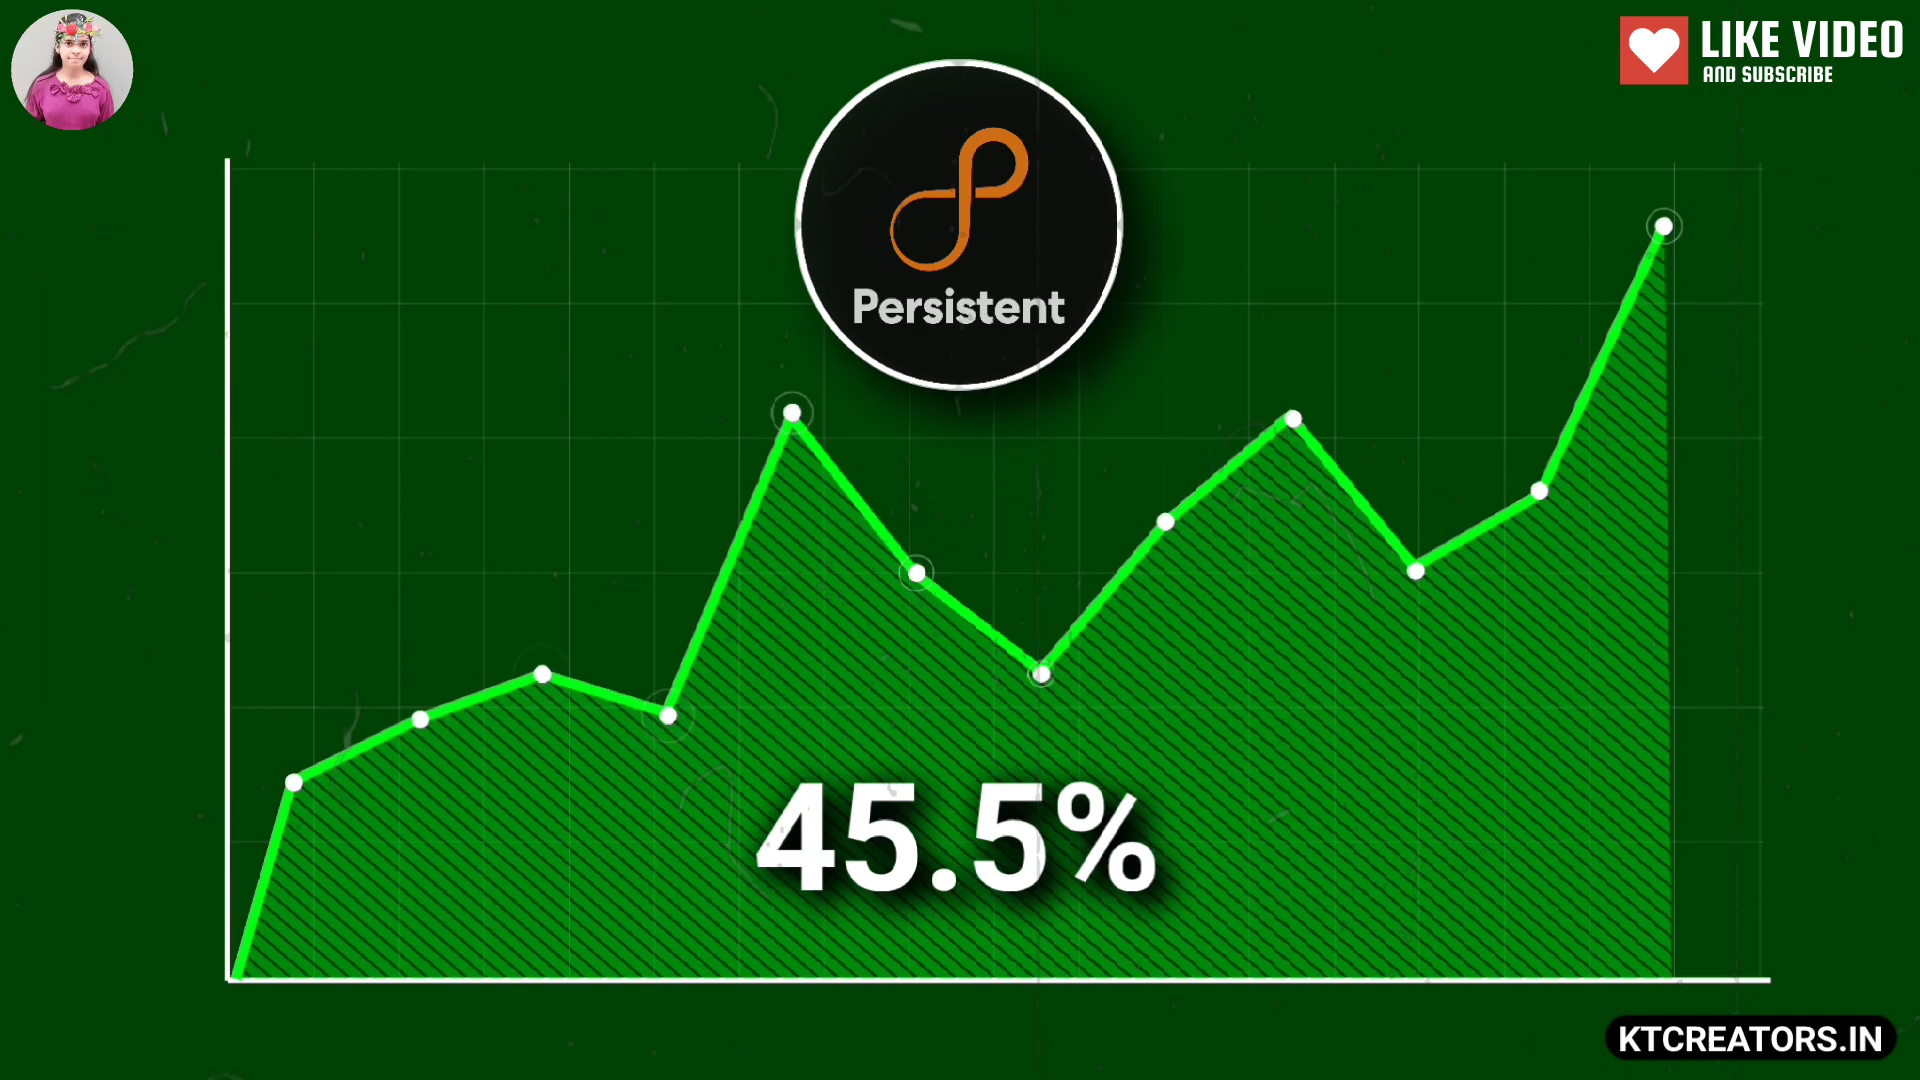 LIKE VIDEO
AND SUBSCRIBE
Persistent
45.5%
KTCREATORS.IN